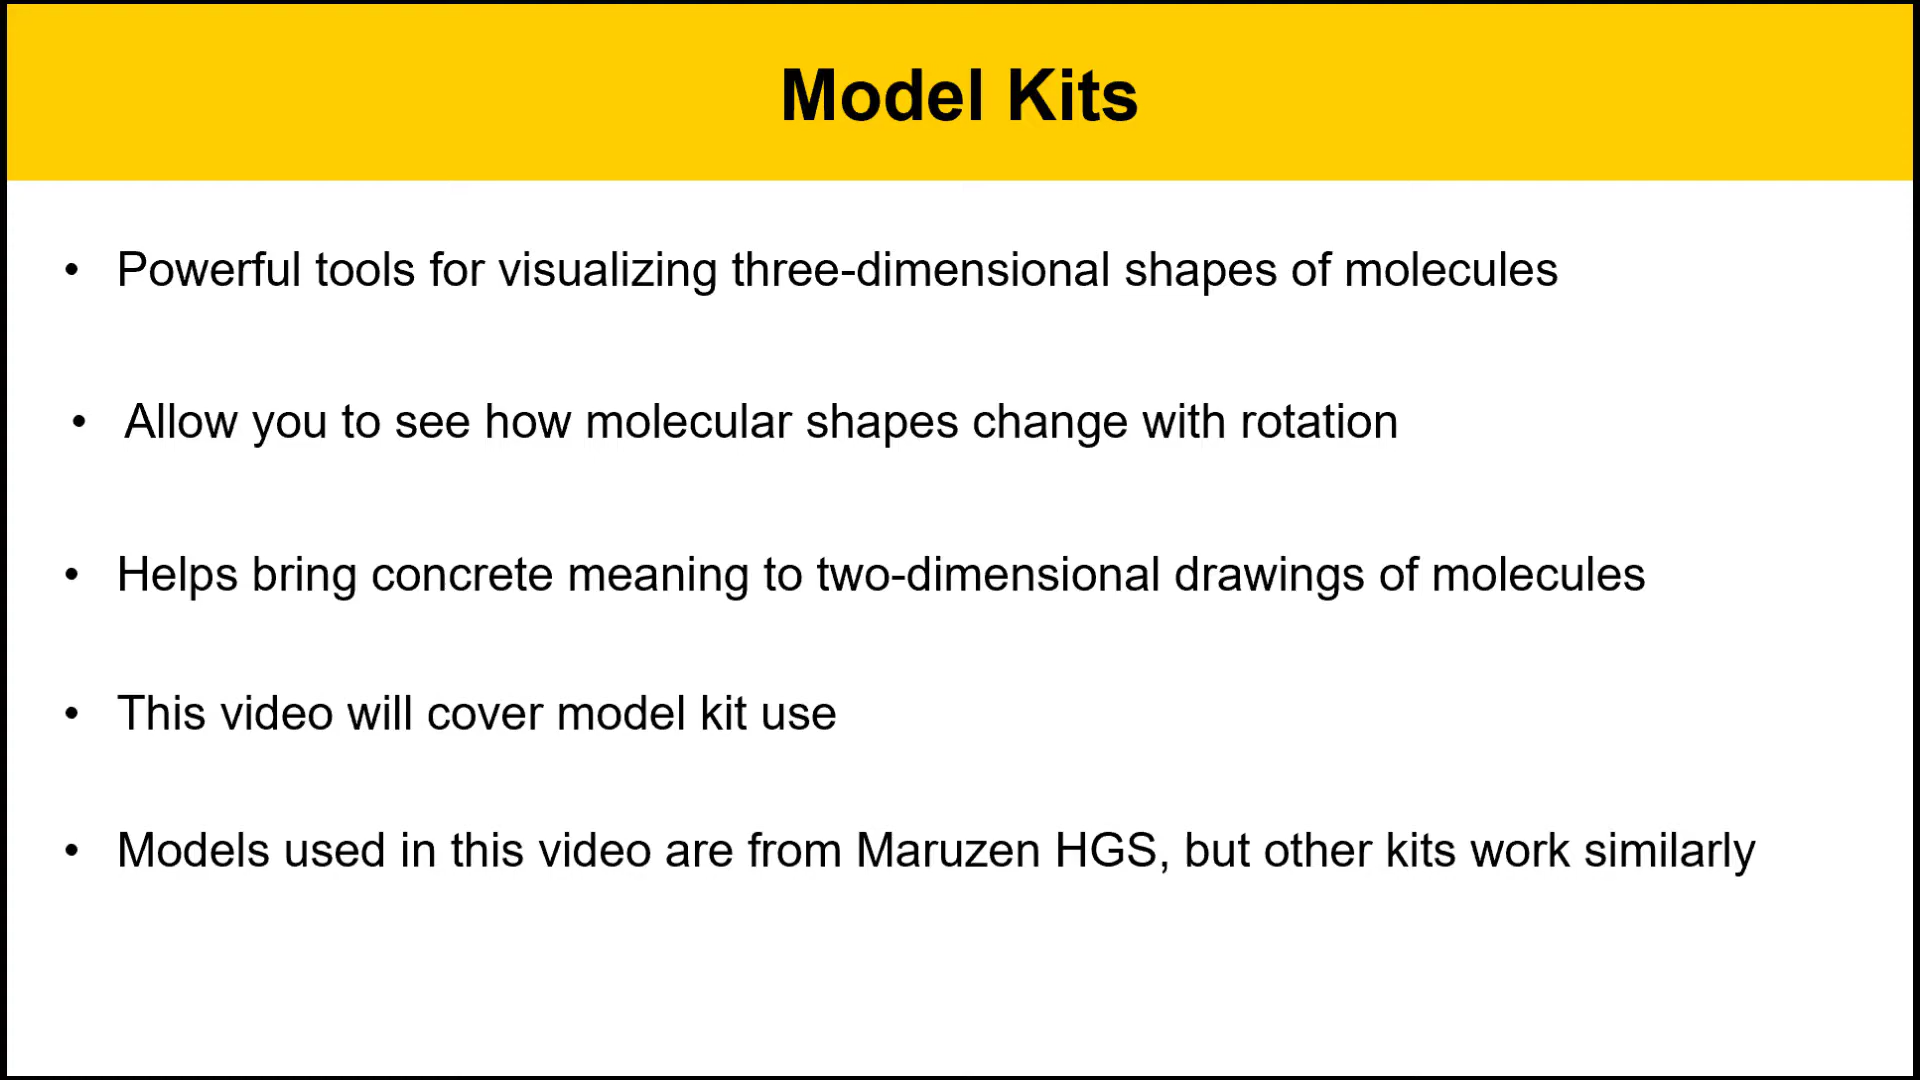 Model Kits
• Powerful tools for visualizing three-dimensional shapes of molecules
• Allow you to see how molecular shapes change with rotation
• Helps bring concrete meaning to two-dimensional drawings of molecules
• This video will cover model kit use
• Models used in this video are from Maruzen HGS, but other kits work similarly